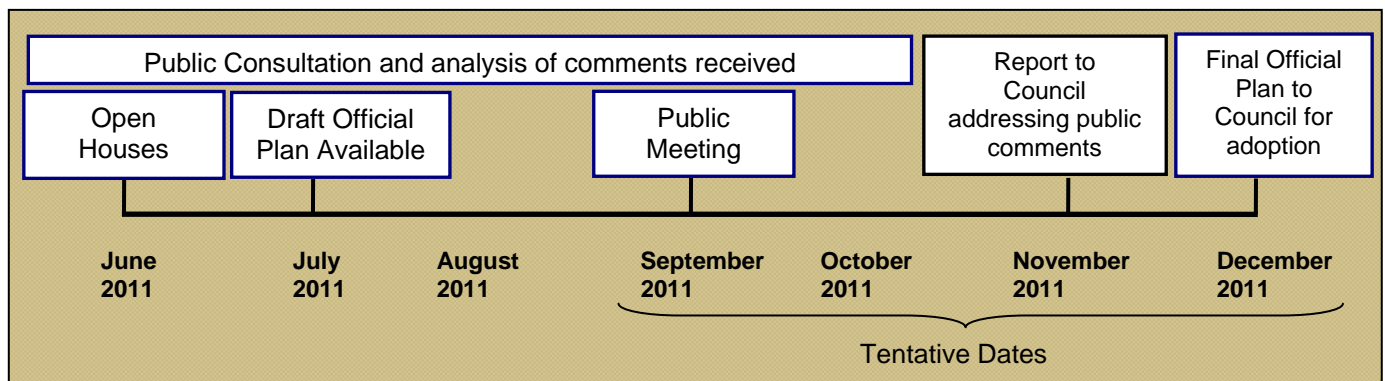 Public Consultation and analysis of comments received
Open
Houses
Draft Official
Plan Available
Public
Meeting
Report to
Council
addressing public
comments
Final Official
Plan to
Council for
adoption
June
2011
July
2011
August
2011
September
2011
October
2011
November
2011
December
2011
Tentative Dates